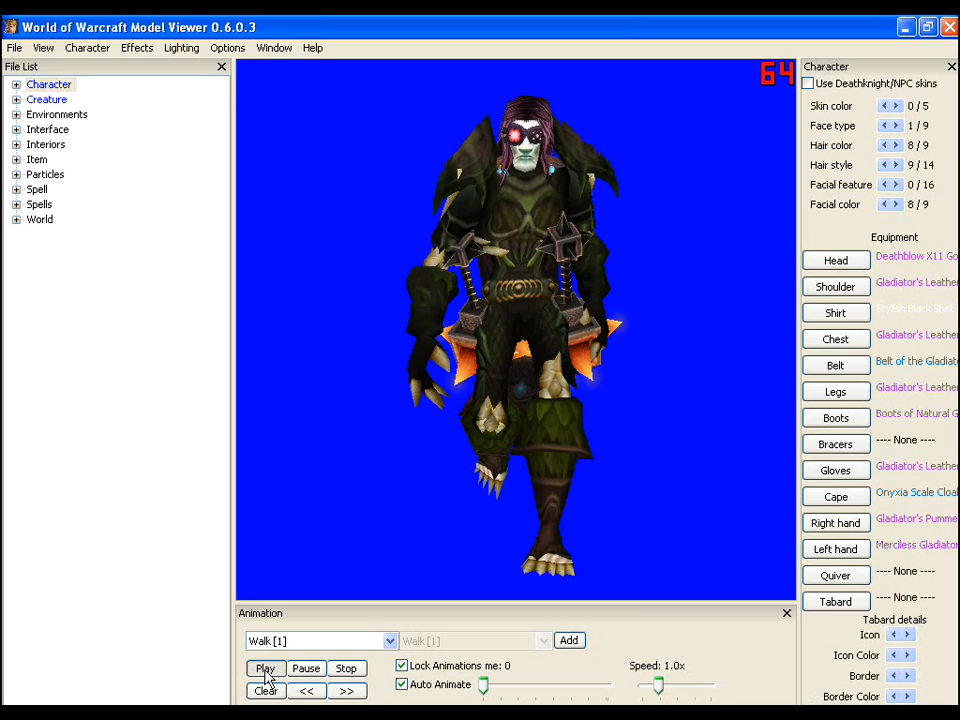 World of Warcraft Model Viewer 0.6.0.3
File View Character Effects Lighting Options Window Help
File List
Character
Creature
Environments
Interface
Interiors
Item
Particles
Spell
Spells
World
64
Character
Use Deathknight/NPC skins
Skin color 0 / 5
Face type 1 / 9
Hair color 8 / 9
Hair style 9 / 14
Facial feature 0 / 16
Facial color 8 / 9
Equipment
Head Deathblow X11 Go
Shoulder Gladiator's Leathe
Shirt Stylish Black Shirt
Chest Gladiator's Leather
Belt Belt of the Gladiat
Legs Gladiator's Leather
Boots Boots of Natural G
Bracers ---- None ----
Gloves Gladiator's Leather
Cape Onyxia Scale Cloa
Right hand Gladiator's Pumme
Left hand Merciless Gladiator
Quiver ---- None ----
Tabard ---- None ----
Tabard details
Icon
Icon Color
Border
Border Color
Animation
Walk [1] Walk [1] Add
Play Pause Stop Lock Animations me: 0 Speed: 1.0x
Clear << >> Auto Animate